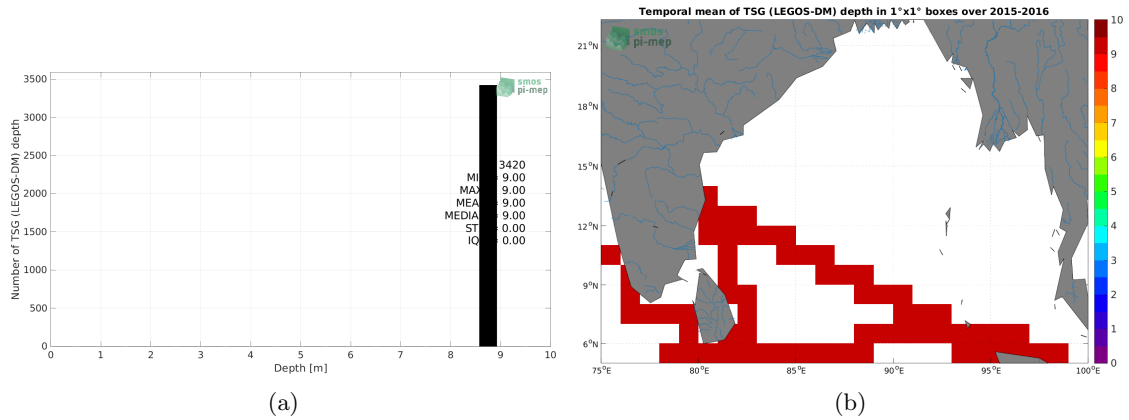 3500
3000
2500
2000
1500
1000
500
0
Number of TSG (LEGOS-DM) depth
smos
pi-mep
3420
= 9.00
= 9.00
= 9.00
= 9.00
= 0.00
= 0.00
0 1 2 3 4 5 6 7 8 9 10
Depth [m]
(a)
Temporal mean of TSG (LEGOS-DM) depth in 1°x1° boxes over 2015-2016
smos
pi-mep
21°N
18°N
15°N
12°N
9°N
6°N
75°E 80°E 85°E 90°E 95°E 100°E
10
9
8
7
6
5
4
3
2
1
0
(b)